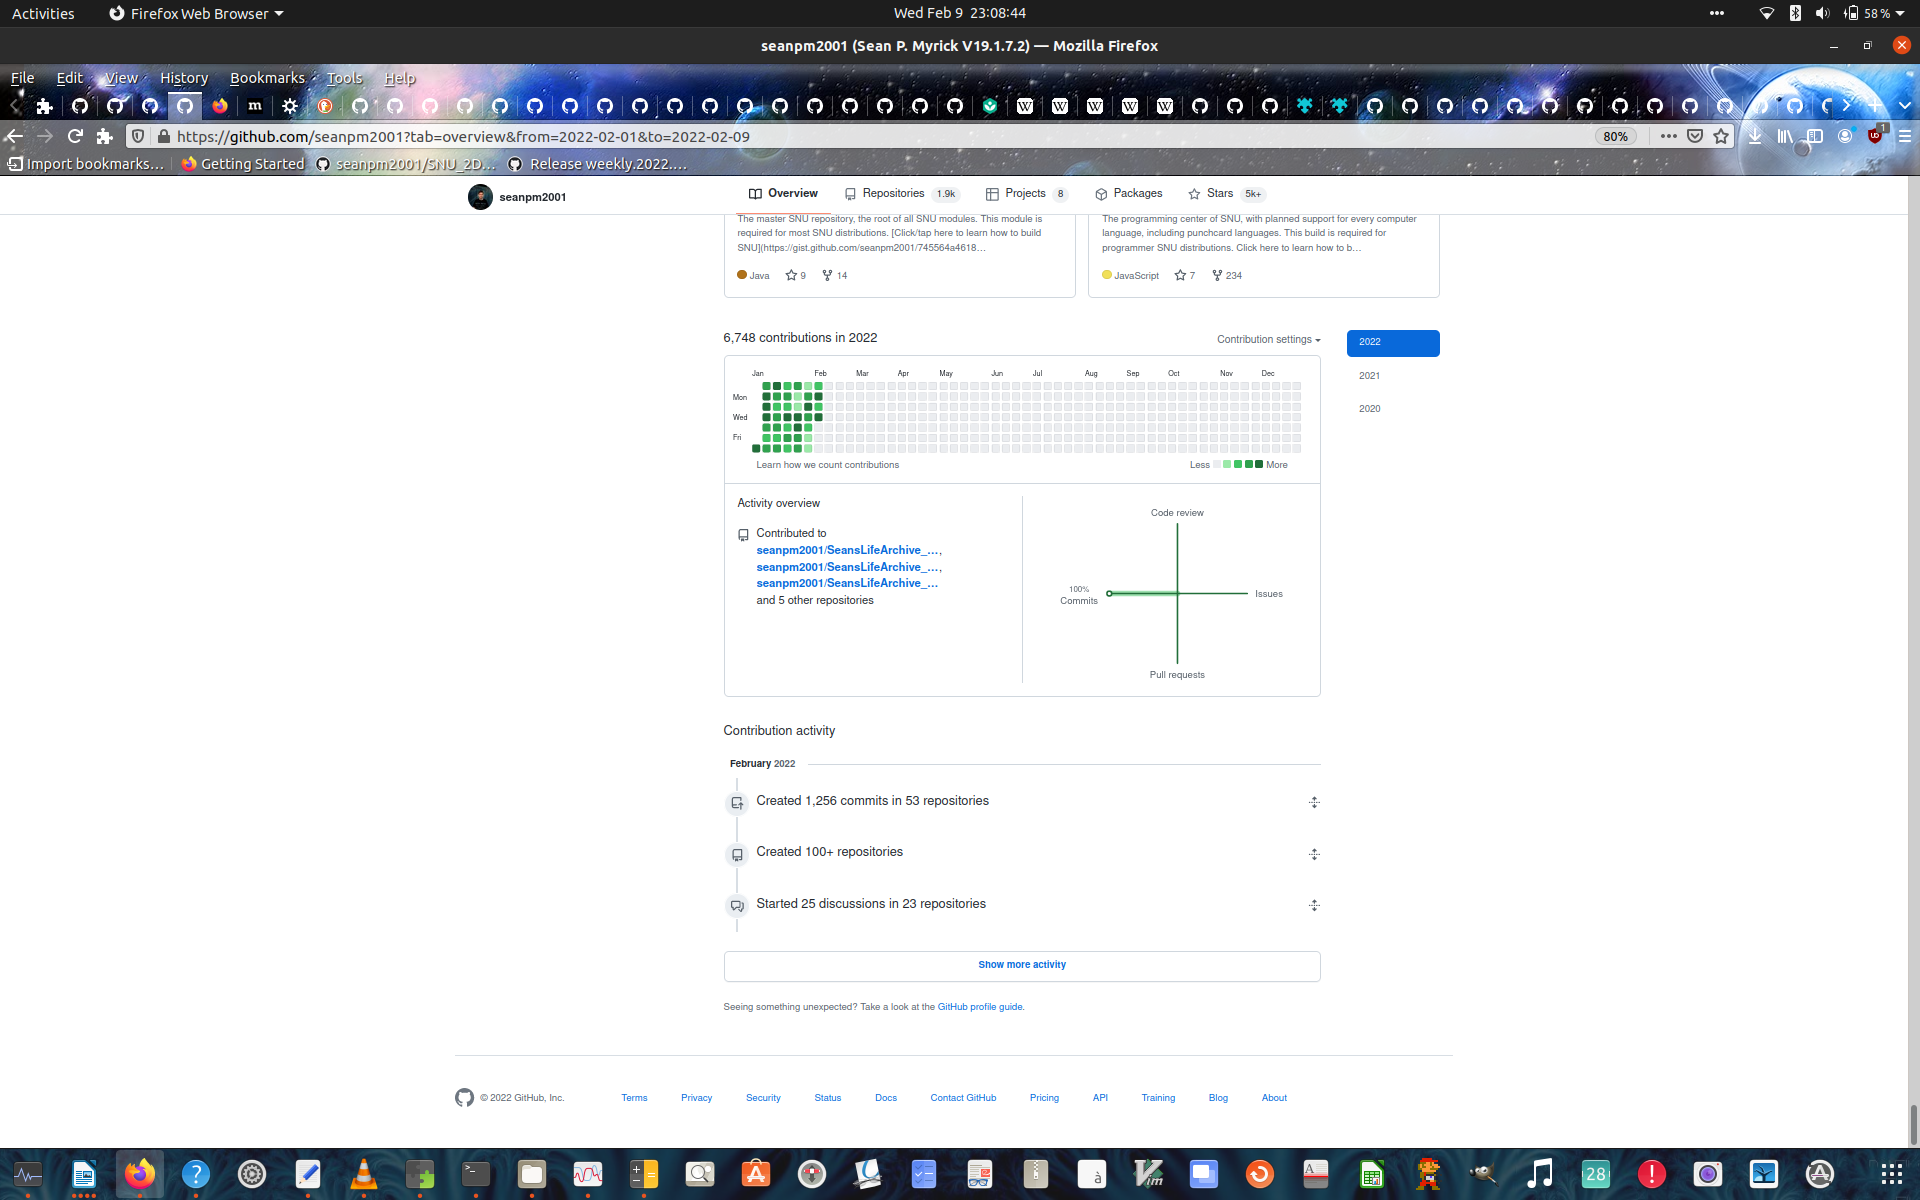 Activities
Firefox Web Browser
Wed Feb 9 23:08:44
58 %
seanpm2001 (Sean P. Myrick V19.1.7.2) — Mozilla Firefox
File Edit View History Bookmarks Tools Help
https://github.com/seanpm2001?tab=overview&from=2022-02-01&to=2022-02-09
80%
1
Import bookmarks…
Getting Started
seanpm2001/SNU_2D…
Release weekly.2022.…
seanpm2001
Overview
Repositories 1.9k
Projects 8
Packages
Stars 5k+
The master SNU repository, the root of all SNU modules. This module is
required for most SNU distributions. [Click/tap here to learn how to build
SNU](https://gist.github.com/seanpm2001/745564a4618…
Java 9 14
The programming center of SNU, with planned support for every computer
language, including punchcard languages. This build is required for
programmer SNU distributions. Click here to learn how to b…
JavaScript 7 234
6,748 contributions in 2022
Contribution settings
2022
2021
2020
Jan Feb Mar Apr May Jun Jul Aug Sep Oct Nov Dec
Mon
Wed
Fri
Learn how we count contributions
Less More
Activity overview
Contributed to
seanpm2001/SeansLifeArchive_…,
seanpm2001/SeansLifeArchive_…,
seanpm2001/SeansLifeArchive_…
and 5 other repositories
Code review
100%
Commits
Issues
Pull requests
Contribution activity
February 2022
Created 1,256 commits in 53 repositories
Created 100+ repositories
Started 25 discussions in 23 repositories
Show more activity
Seeing something unexpected? Take a look at the GitHub profile guide.
© 2022 GitHub, Inc.
Terms
Privacy
Security
Status
Docs
Contact GitHub
Pricing
API
Training
Blog
About
28